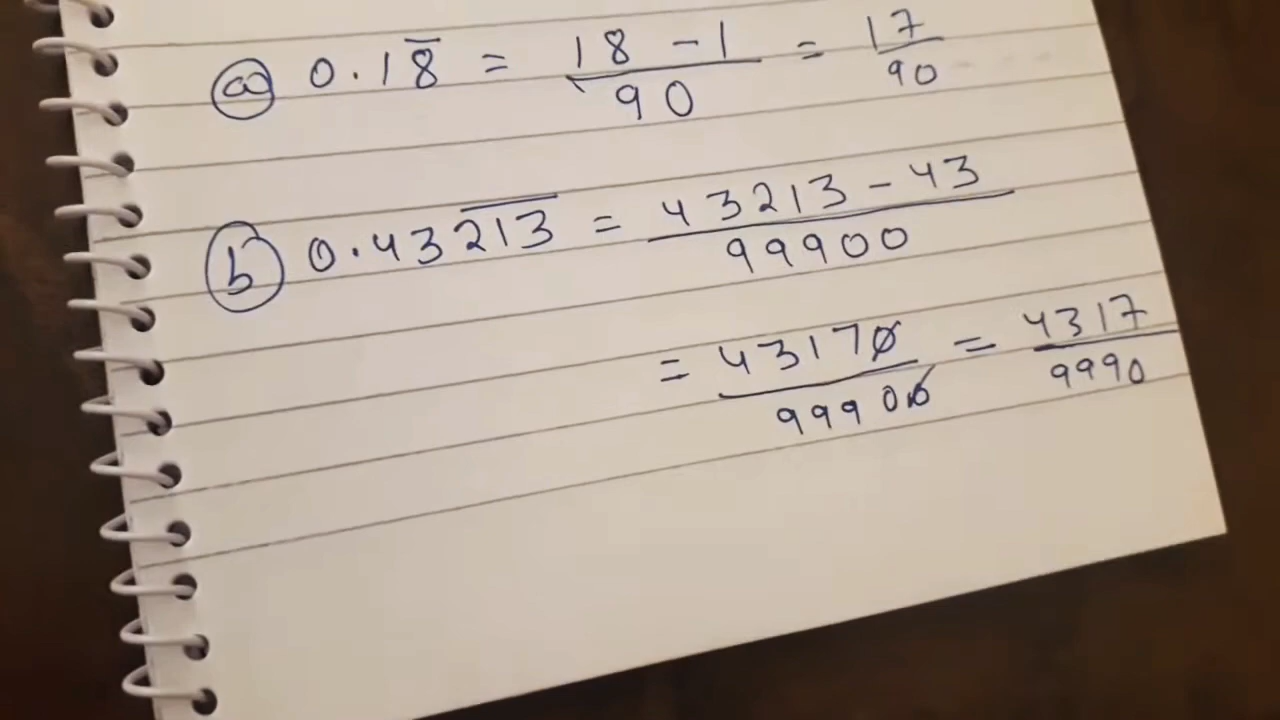 (a) 0.18̅ = (18 - 1)/90 = 17/90
(b) 0.432̅1̅3̅ = (43213 - 43)/99900
= 43170/99900 = 4317/9990